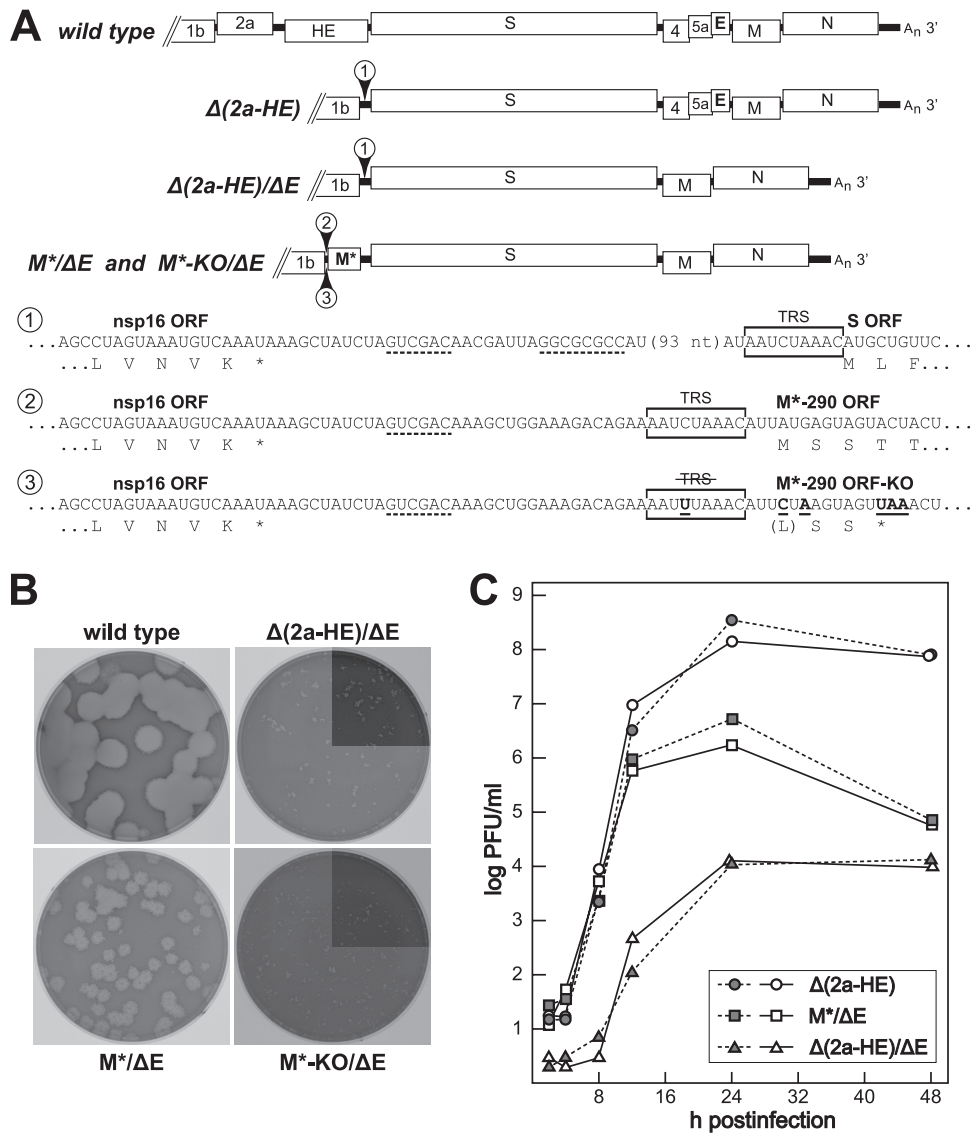 A
wild type 1b 2a HE S 4 5a E M N An 3'
1
Δ(2a-HE) 1b S 4 5a E M N An 3'
1
Δ(2a-HE)/ΔE 1b S M N An 3'
2
M*/ΔE and M*-KO/ΔE 1b M* S M N An 3'
3
1 nsp16 ORF TRS S ORF
...AGCCUAGUAAAUGUCAAAUAAAGCUAUCUAGUCGACAACGAUUAGGCGCGCCAU(93 nt)AUAAUCUAAACAUGCUGUUC...
...L V N V K * M L F...
2 nsp16 ORF TRS M*-290 ORF
...AGCCUAGUAAAUGUCAAAUAAAGCUAUCUAGUCGACAAAGCUGGAAAGACAGAAAAUCUAAACAUUAUGAGUAGUACUACU...
...L V N V K * M S S T T...
3 nsp16 ORF TRS M*-290 ORF-KO
...AGCCUAGUAAAUGUCAAAUAAAGCUAUCUAGUCGACAAAGCUGGAAAGACAGAAAAUUUAAACAUUCUAAGUAGUUAAACU...
...L V N V K * (L) S S *
B
wild type Δ(2a-HE)/ΔE
M*/ΔE M*-KO/ΔE
C
log PFU/ml
9
8
7
6
5
4
3
2
1
8 16 24 32 40 48
h postinfection
Δ(2a-HE)
M*/ΔE
Δ(2a-HE)/ΔE